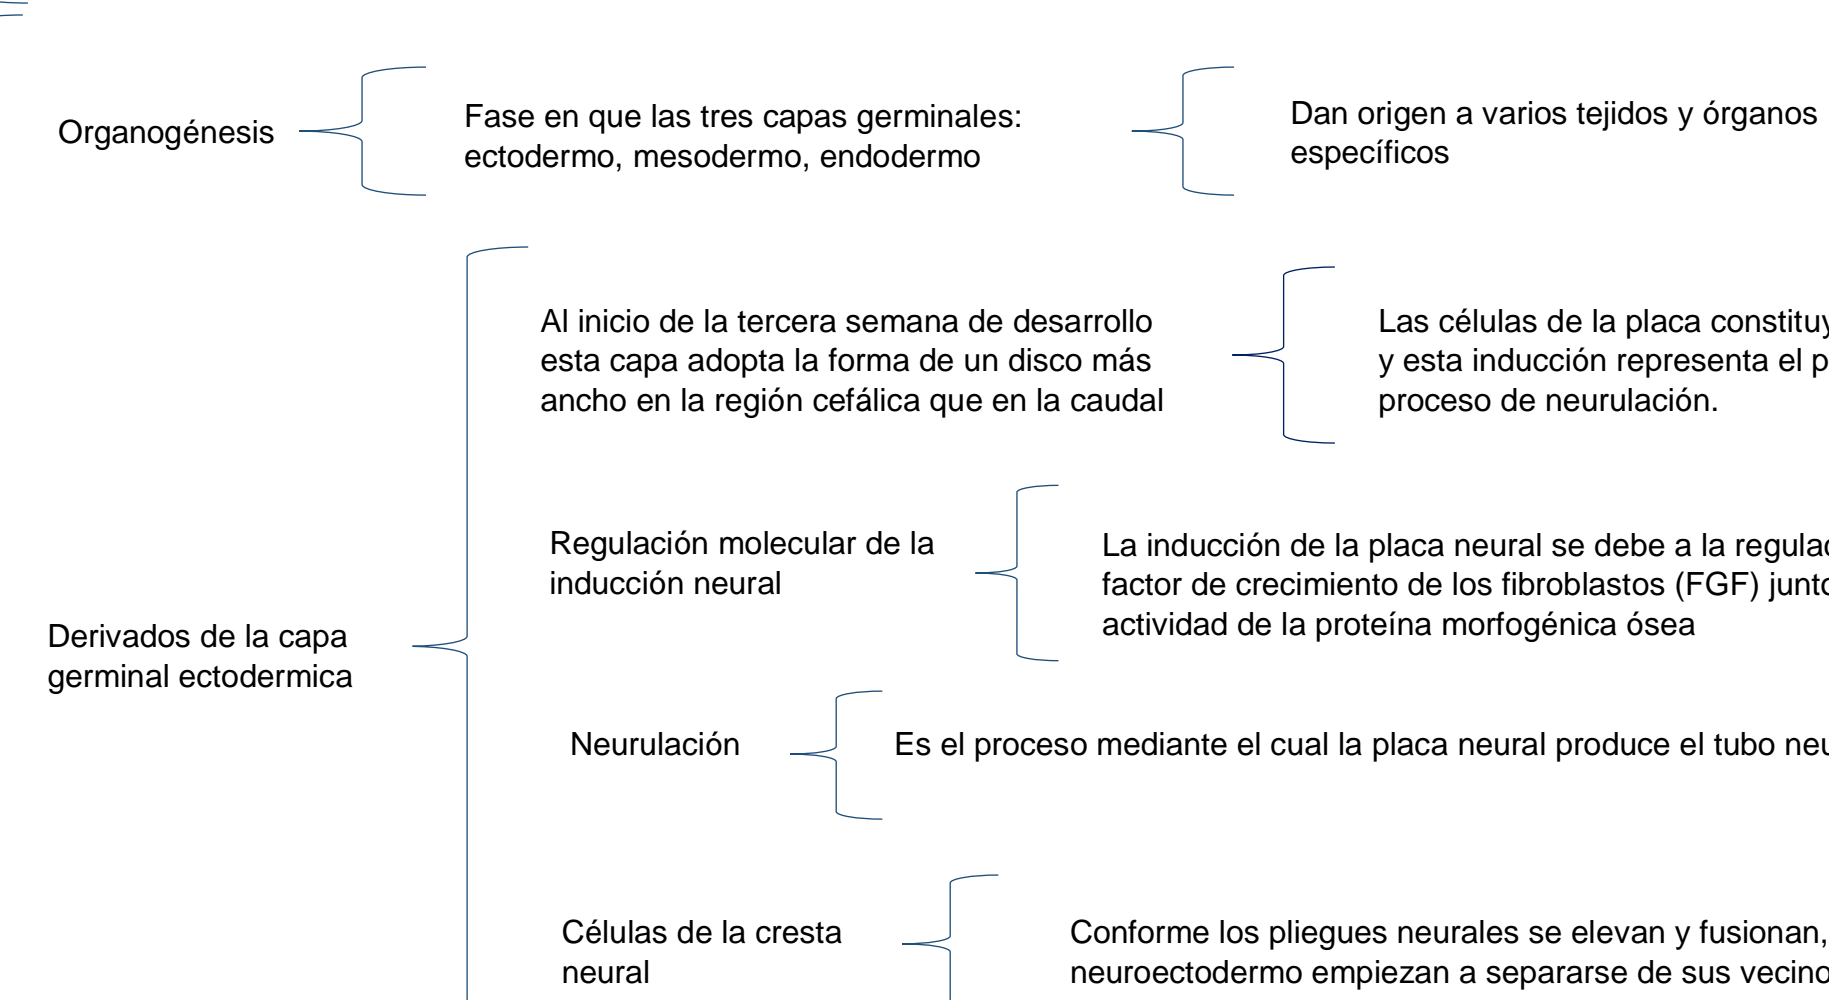 Organogénesis
Fase en que las tres capas germinales:
ectodermo, mesodermo, endodermo
Dan origen a varios tejidos y órganos
específicos
Derivados de la capa
germinal ectodermica
Al inicio de la tercera semana de desarrollo
esta capa adopta la forma de un disco más
ancho en la región cefálica que en la caudal
Las células de la placa
y esta inducción representa el
proceso de neurulación.
Regulación molecular de la
inducción neural
La inducción de la placa neural se debe a la
factor de crecimiento de los fibroblastos (FGF)
actividad de la proteína morfogénica ósea
Neurulación
Es el proceso mediante el cual la placa neural produce el tubo
Células de la cresta
neural
Conforme los pliegues neurales se elevan y fusionan,
neuroectodermo empiezan a separarse de sus